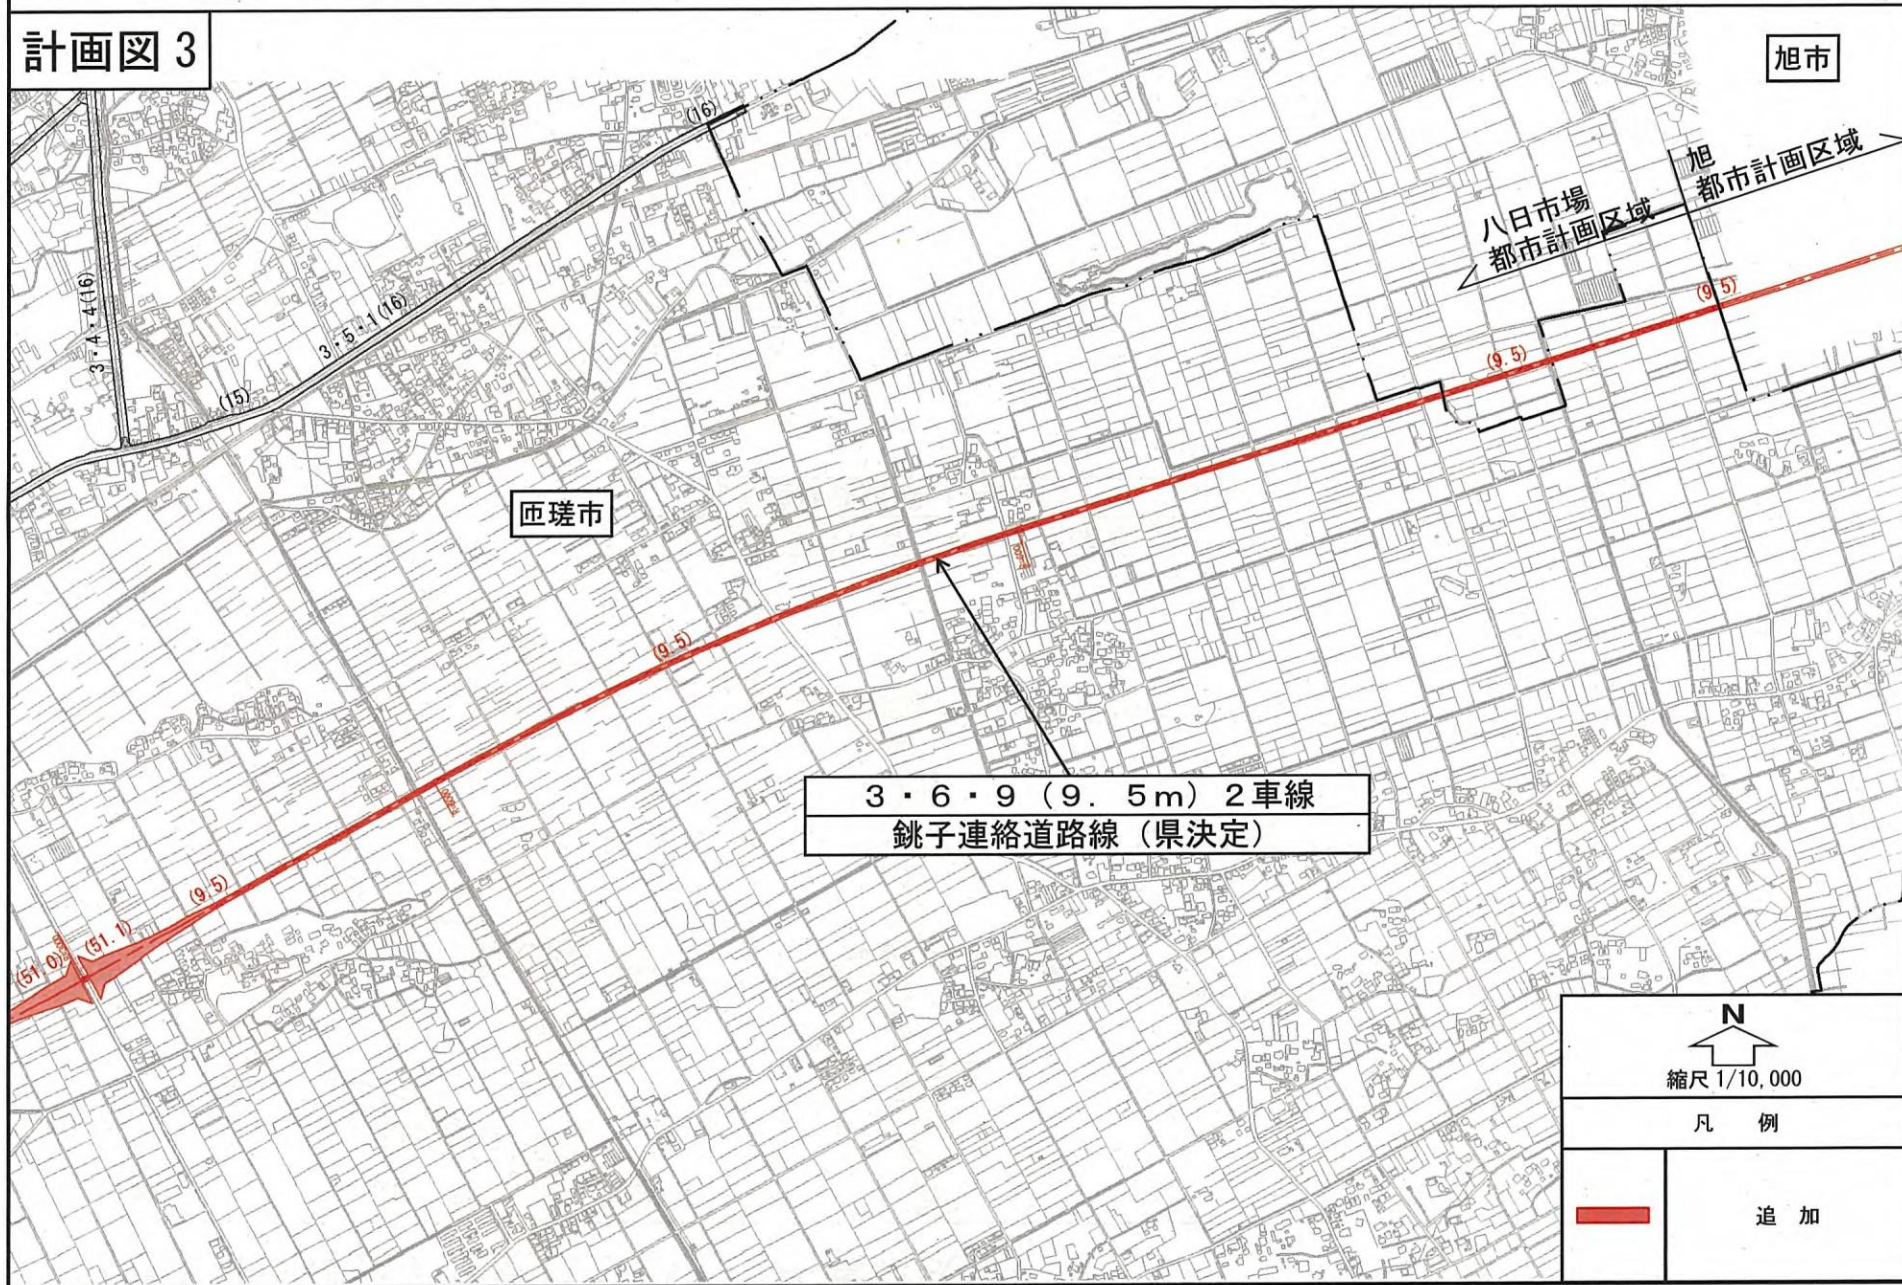 計画図 3
旭市
(16)
旭
都市計画区域
八日市場
都市計画区域
3・4・4(16)
3・5・1(16)
(15)
(9.5)
(9.5)
匝瑳市
(9.5)
3・6・9 (9.5m) 2車線
銚子連絡道路線 (県決定)
(9.5)
(51.1)
(51.0)
N
縮尺 1/10,000
凡 例
追 加